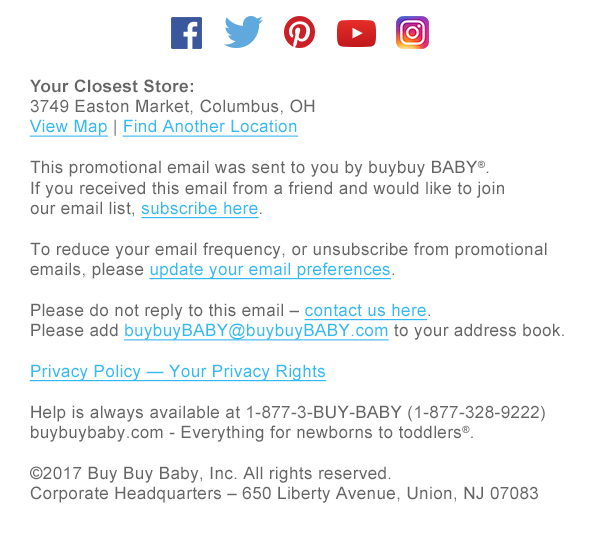 Your Closest Store:
3749 Easton Market, Columbus, OH
View Map | Find Another Location
This promotional email was sent to you by buybuy BABY®.
If you received this email from a friend and would like to join
our email list, subscribe here.
To reduce your email frequency, or unsubscribe from promotional
emails, please update your email preferences.
Please do not reply to this email – contact us here.
Please add buybuyBABY@buybuyBABY.com to your address book.
Privacy Policy — Your Privacy Rights
Help is always available at 1-877-3-BUY-BABY (1-877-328-9222)
buybuybaby.com - Everything for newborns to toddlers®.
©2017 Buy Buy Baby, Inc. All rights reserved.
Corporate Headquarters – 650 Liberty Avenue, Union, NJ 07083